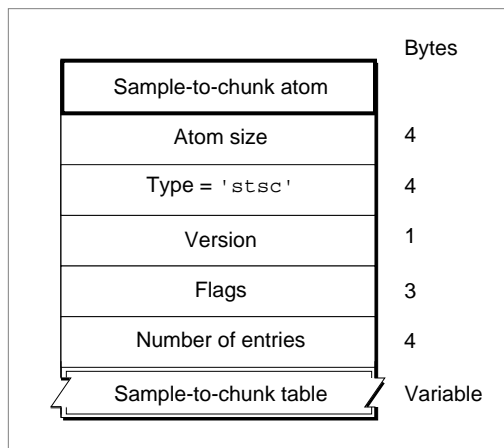 Bytes
Sample-to-chunk atom
Atom size 4
Type = 'stsc' 4
Version 1
Flags 3
Number of entries 4
Sample-to-chunk table Variable